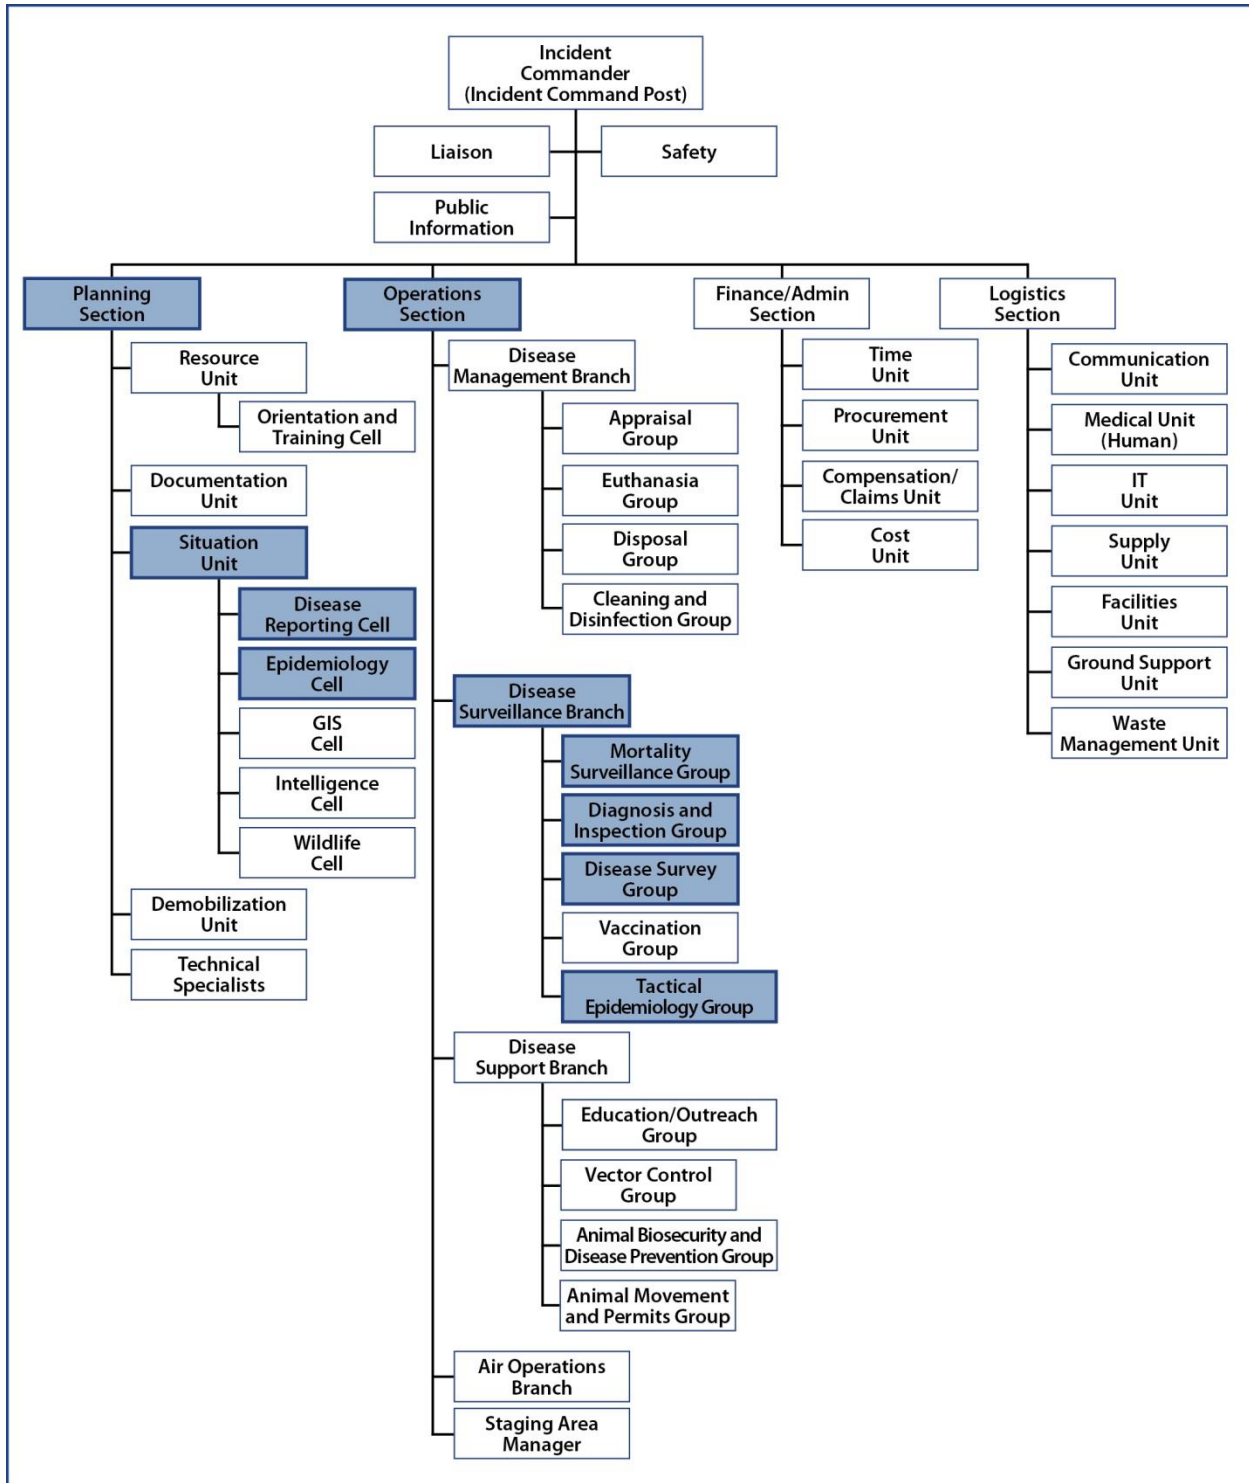 Incident
Commander
(Incident Command Post)
Liaison
Safety
Public
Information
Planning
Section
Operations
Section
Finance/Admin
Section
Logistics
Section
Resource
Unit
Orientation and
Training Cell
Documentation
Unit
Situation
Unit
Disease
Reporting Cell
Epidemiology
Cell
GIS
Cell
Intelligence
Cell
Wildlife
Cell
Demobilization
Unit
Technical
Specialists
Disease
Management Branch
Appraisal
Group
Euthanasia
Group
Disposal
Group
Cleaning and
Disinfection Group
Disease
Surveillance Branch
Mortality
Surveillance Group
Diagnosis and
Inspection Group
Disease Survey
Group
Vaccination
Group
Tactical
Epidemiology Group
Disease
Support Branch
Education/Outreach
Group
Vector Control
Group
Animal Biosecurity and
Disease Prevention Group
Animal Movement
and Permits Group
Air Operations
Branch
Staging Area
Manager
Time
Unit
Procurement
Unit
Compensation/
Claims Unit
Cost
Unit
Communication
Unit
Medical Unit
(Human)
IT
Unit
Supply
Unit
Facilities
Unit
Ground Support
Unit
Waste
Management Unit